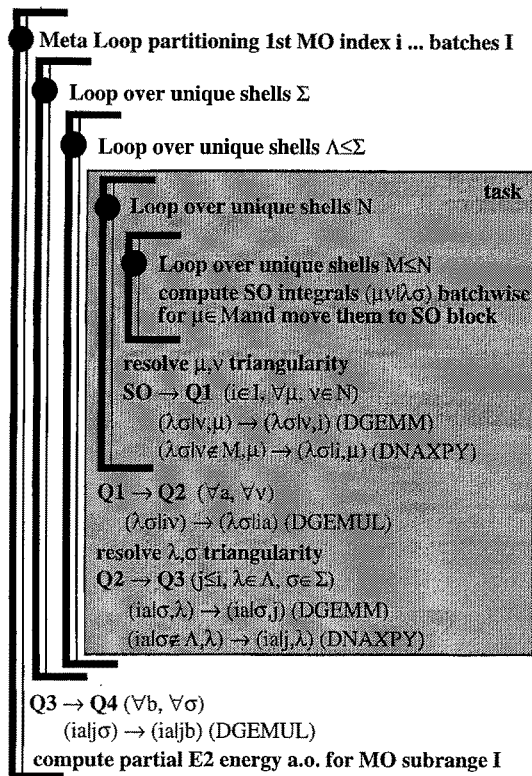 Meta Loop partitioning 1st MO index i ... batches I
Loop over unique shells Σ
Loop over unique shells Λ≤Σ
task
Loop over unique shells N
Loop over unique shells M≤N
compute SO integrals (μν|λσ) batchwise
for μ∈ Mand move them to SO block
resolve μ,ν triangularity
SO → Q1 (i∈I, ∀μ, ν∈N)
(λσ|ν,μ) → (λσ|ν,i) (DGEMM)
(λσ|ν∉M,μ) → (λσ|i,μ) (DNAXPY)
Q1 → Q2 (∀a, ∀ν)
(λσ|iν) → (λσ|ia) (DGEMUL)
resolve λ,σ triangularity
Q2 → Q3 (j≤i, λ∈Λ, σ∈Σ)
(ia|σ,λ) → (ia|σ,j) (DGEMM)
(ia|σ∉Λ,λ) → (ia|j,λ) (DNAXPY)
Q3 → Q4 (∀b, ∀σ)
(ia|jσ) → (ia|jb) (DGEMUL)
compute partial E2 energy a.o. for MO subrange I